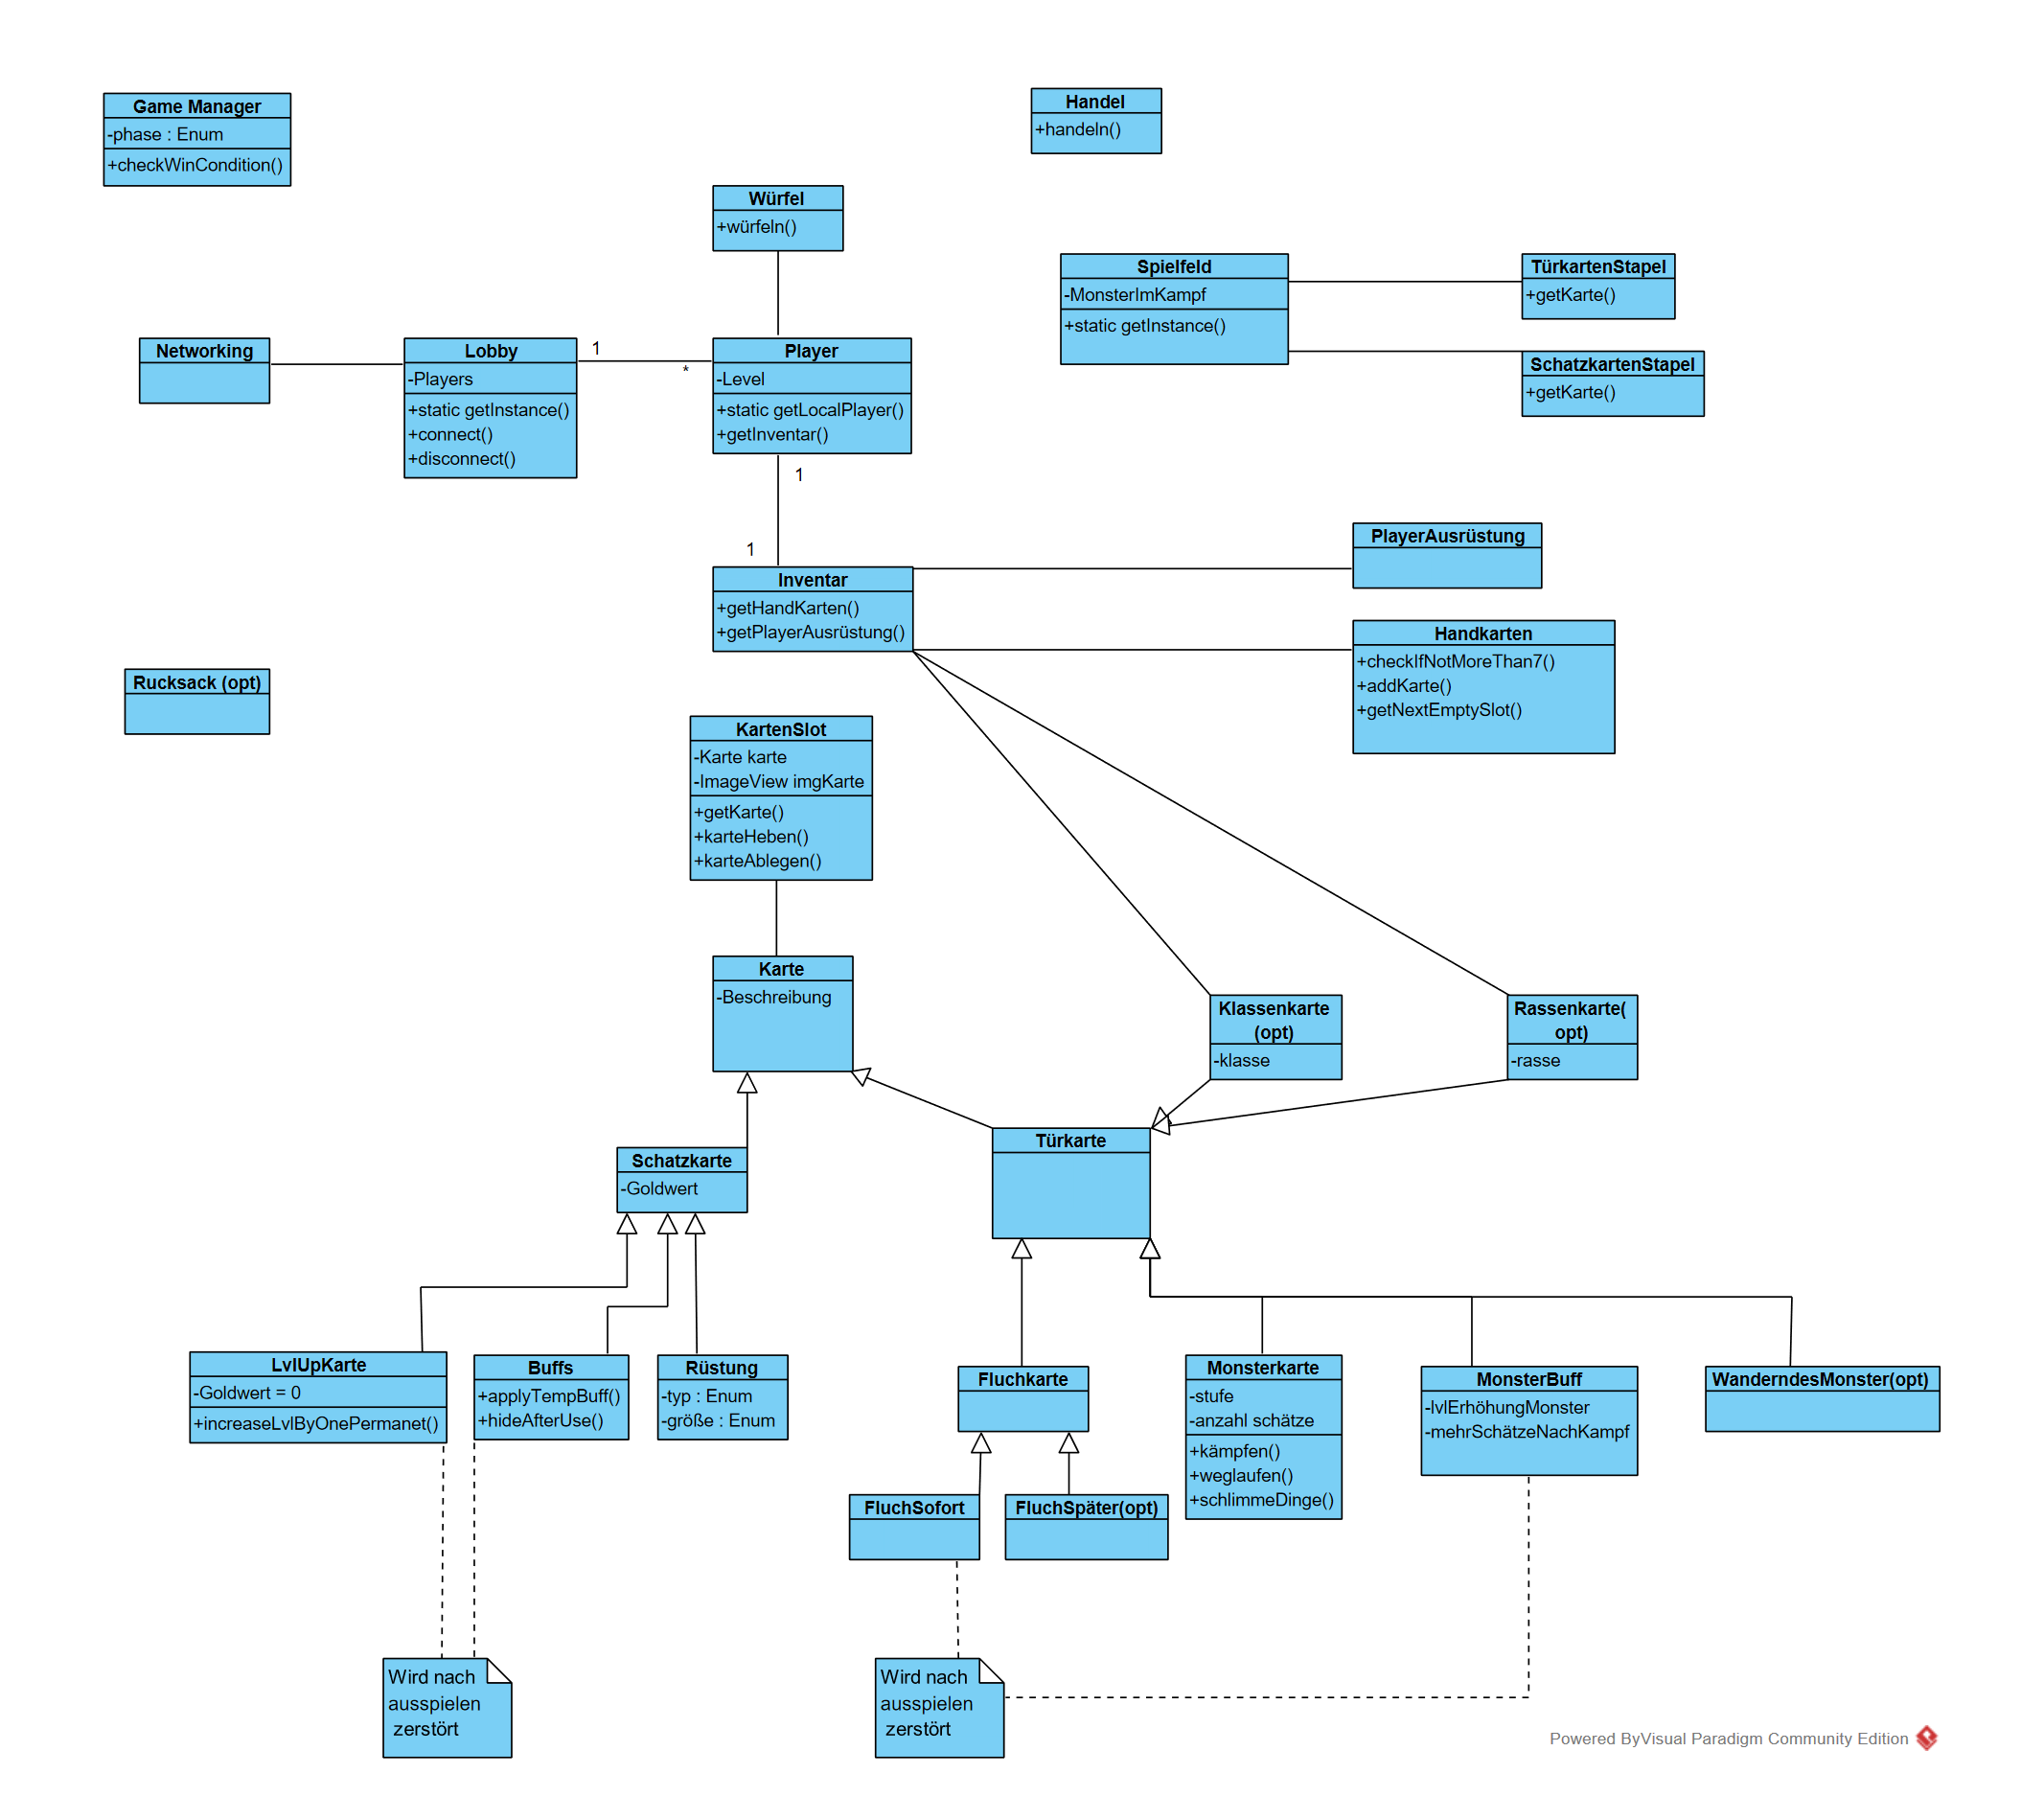 Game Manager
-phase : Enum
+checkWinCondition()
Handel
+handeln()
Würfel
+würfeln()
Spielfeld
-MonsterImKampf
+static getInstance()
TürkartenStapel
+getKarte()
SchatzkartenStapel
+getKarte()
Networking
Lobby
-Players
+static getInstance()
+connect()
+disconnect()
1
*
Player
-Level
+static getLocalPlayer()
+getInventar()
1
1
Inventar
+getHandKarten()
+getPlayerAusrüstung()
PlayerAusrüstung
Handkarten
+checkIfNotMoreThan7()
+addKarte()
+getNextEmptySlot()
Rucksack (opt)
KartenSlot
-Karte karte
-ImageView imgKarte
+getKarte()
+karteHeben()
+karteAblegen()
Karte
-Beschreibung
Klassenkarte
(opt)
-klasse
Rassenkarte(
opt)
-rasse
Türkarte
Schatzkarte
-Goldwert
LvlUpKarte
-Goldwert = 0
+increaseLvlByOnePermanet()
Buffs
+applyTempBuff()
+hideAfterUse()
Rüstung
-typ : Enum
-größe : Enum
Fluchkarte
Monsterkarte
-stufe
-anzahl schätze
+kämpfen()
+weglaufen()
+schlimmeDinge()
MonsterBuff
-lvlErhöhungMonster
-mehrSchätzeNachKampf
WanderndesMonster(opt)
FluchSofort
FluchSpäter(opt)
Wird nach
ausspielen
zerstört
Wird nach
ausspielen
zerstört
Powered ByVisual Paradigm Community Edition